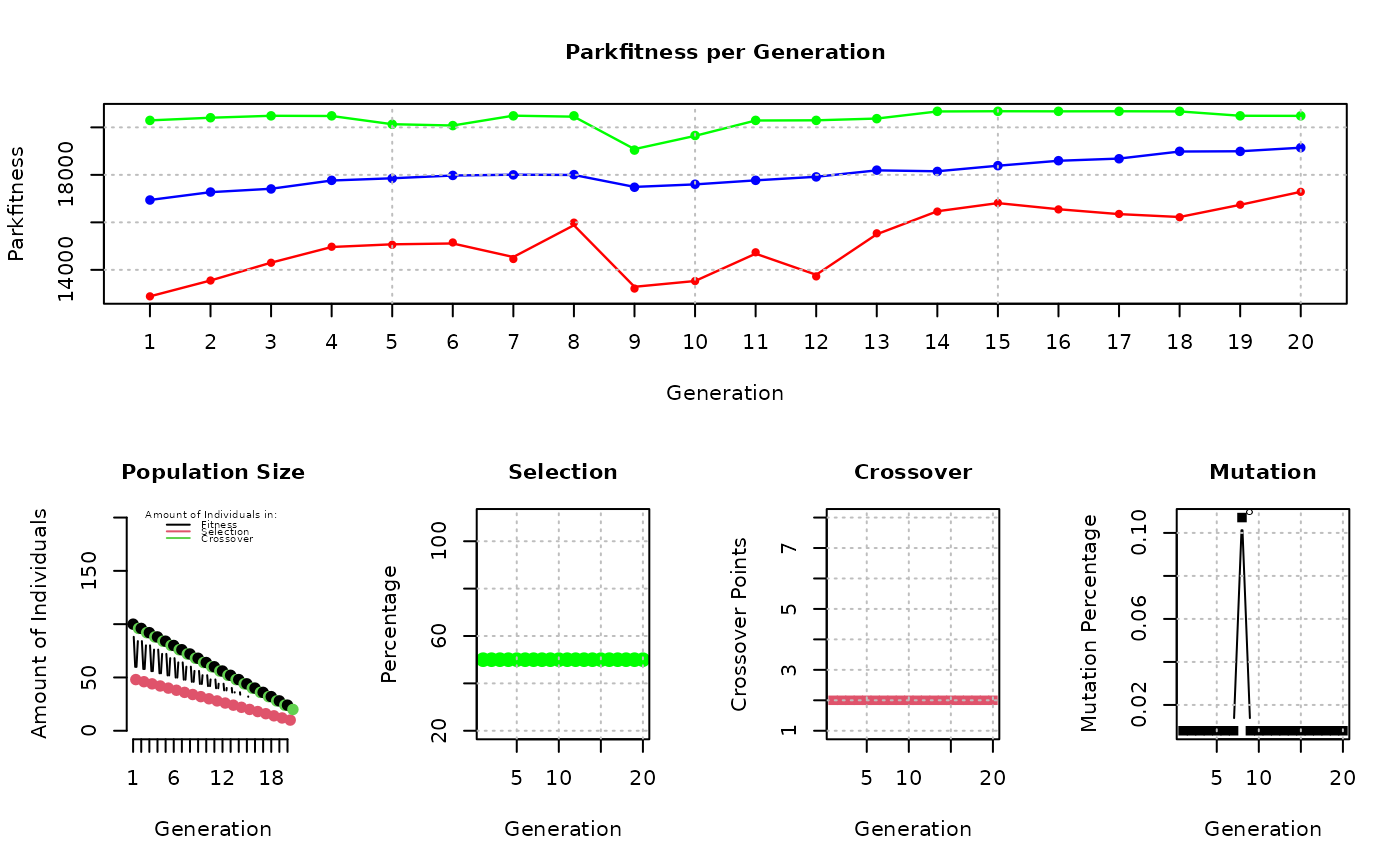 Parkfitness per Generation
Parkfitness
18000
14000
1 2 3 4 5 6 7 8 9 10 11 12 13 14 15 16 17 18 19 20
Generation
Population Size
Amount of Individuals
150
50
0
Amount of Individuals in:
Fitness
Selection
Crossover
1 6 12 18
Generation
Selection
Percentage
100
60
20
5 10 20
Generation
Crossover
Crossover Points
7
5
3
1
5 10 20
Generation
Mutation
Mutation Percentage
0.10
0.06
0.02
5 10 20
Generation